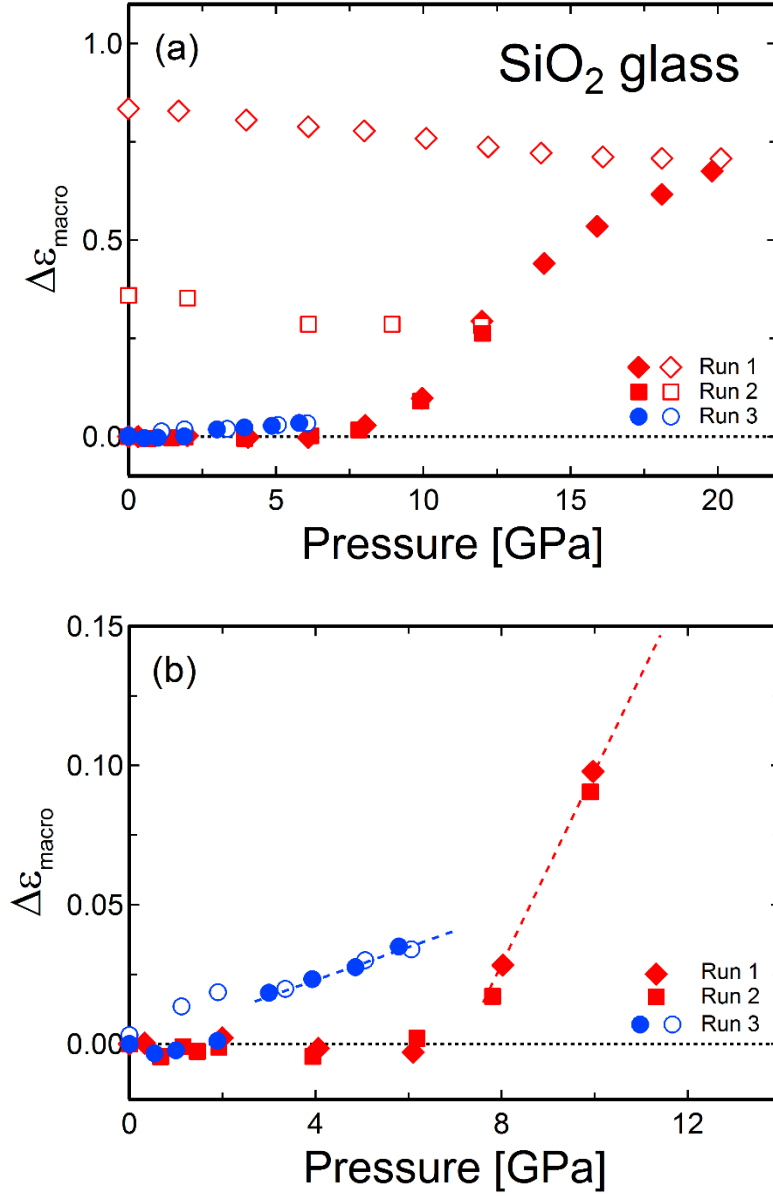 (a)
SiO2 glass
1.0
0.5
0.0
Δεmacro
Run 1
Run 2
Run 3
0 5 10 15 20
Pressure [GPa]
(b)
0.15
0.10
0.05
0.00
Δεmacro
Run 1
Run 2
Run 3
0 4 8 12
Pressure [GPa]